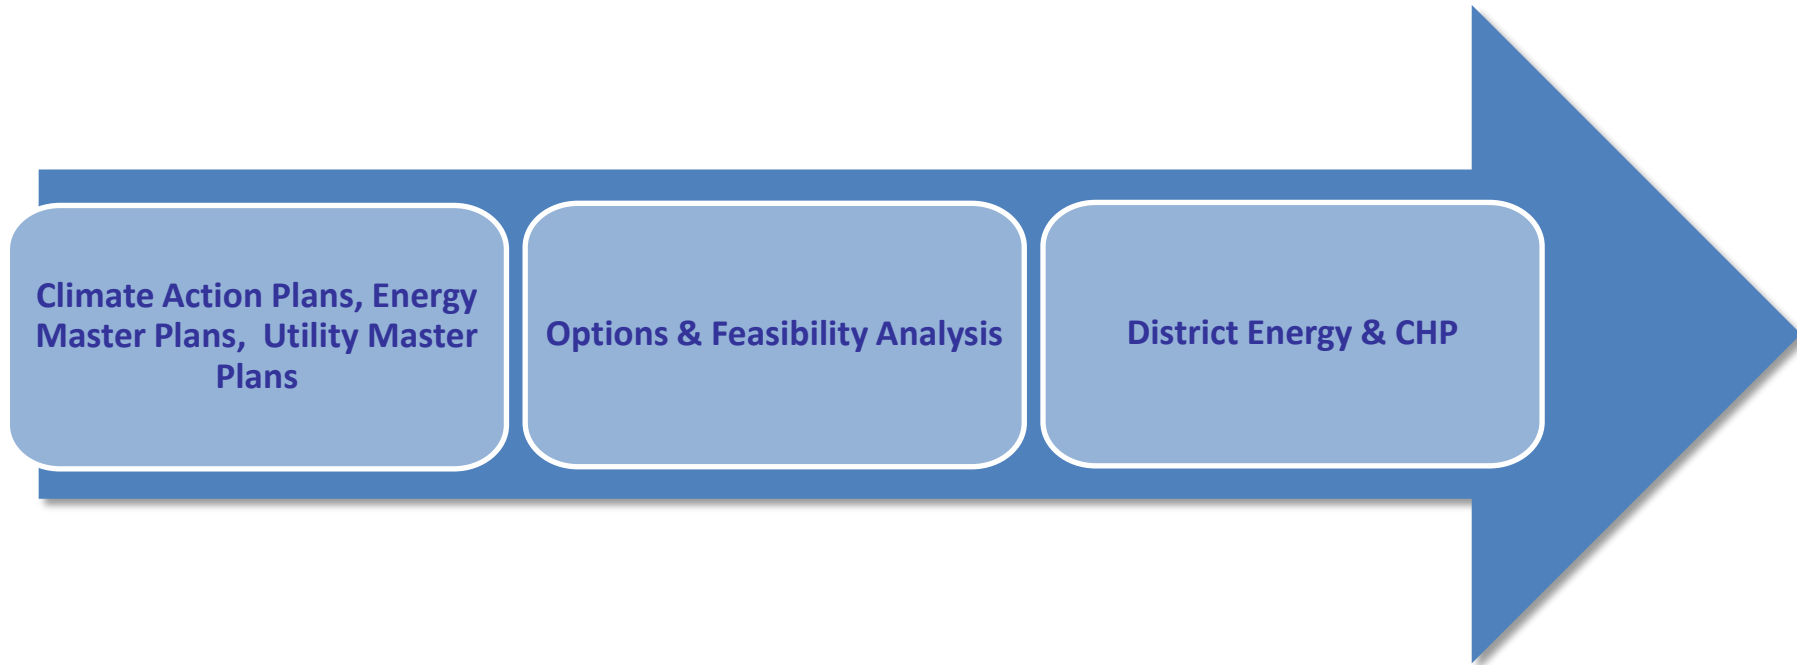 Climate Action Plans, Energy
Master Plans,  Utility Master
Plans
Options & Feasibility Analysis
District Energy & CHP